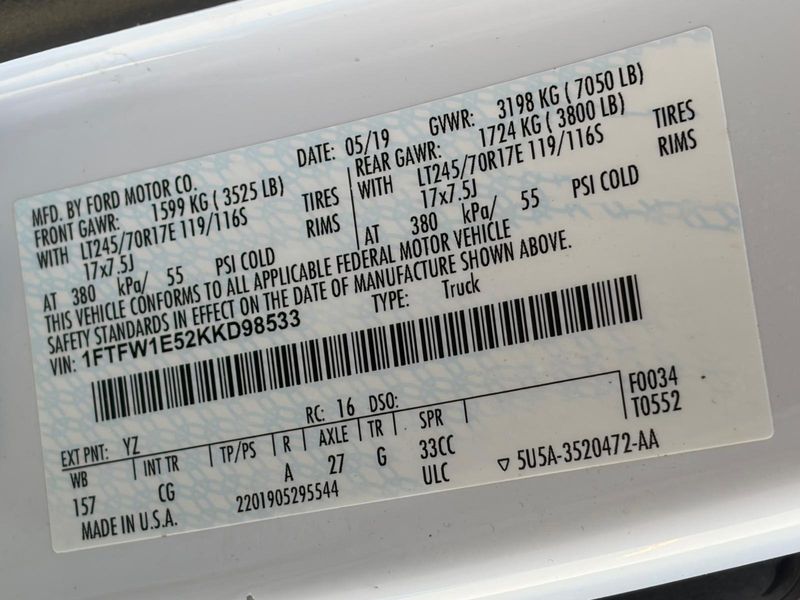 MFD. BY FORD MOTOR CO.
DATE: 05/19 GVWR: 3198 KG ( 7050 LB)
FRONT GAWR: 1599 KG ( 3525 LB)
WITH LT245/70R17E 119/116S TIRES
17x7.5J RIMS
AT 380 kPa/ 55 PSI COLD
REAR GAWR: 1724 KG ( 3800 LB)
WITH LT245/70R17E 119/116S TIRES
17x7.5J RIMS
AT 380 kPa/ 55 PSI COLD
THIS VEHICLE CONFORMS TO ALL APPLICABLE FEDERAL MOTOR VEHICLE
SAFETY STANDARDS IN EFFECT ON THE DATE OF MANUFACTURE SHOWN ABOVE.
VIN: 1FTFW1E52KKD98533 TYPE: Truck
F0034
T0552
EXT PNT: YZ RC: 16 DSO:
WB INT TR TP/PS R AXLE TR SPR
157 CG A 27 G 33CC
ULC
MADE IN U.S.A. 2201905295544
▽ 5U5A-3520472-AA